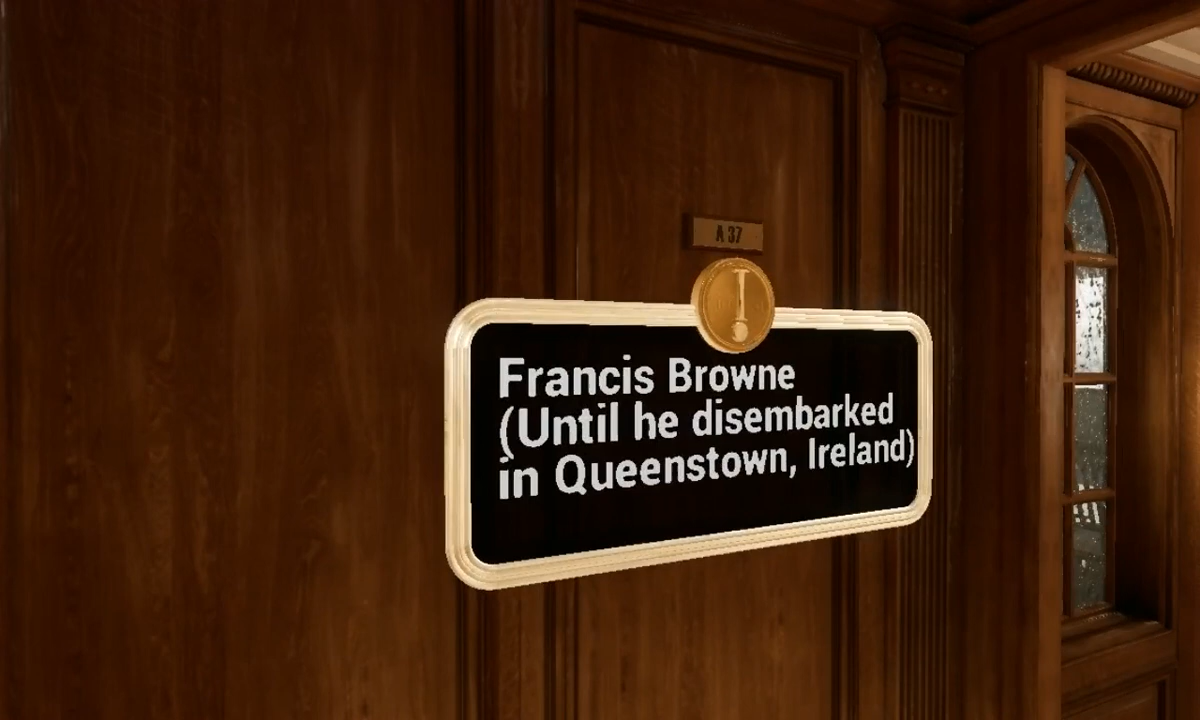 A 37
Francis Browne
(Until he disembarked
in Queenstown, Ireland)